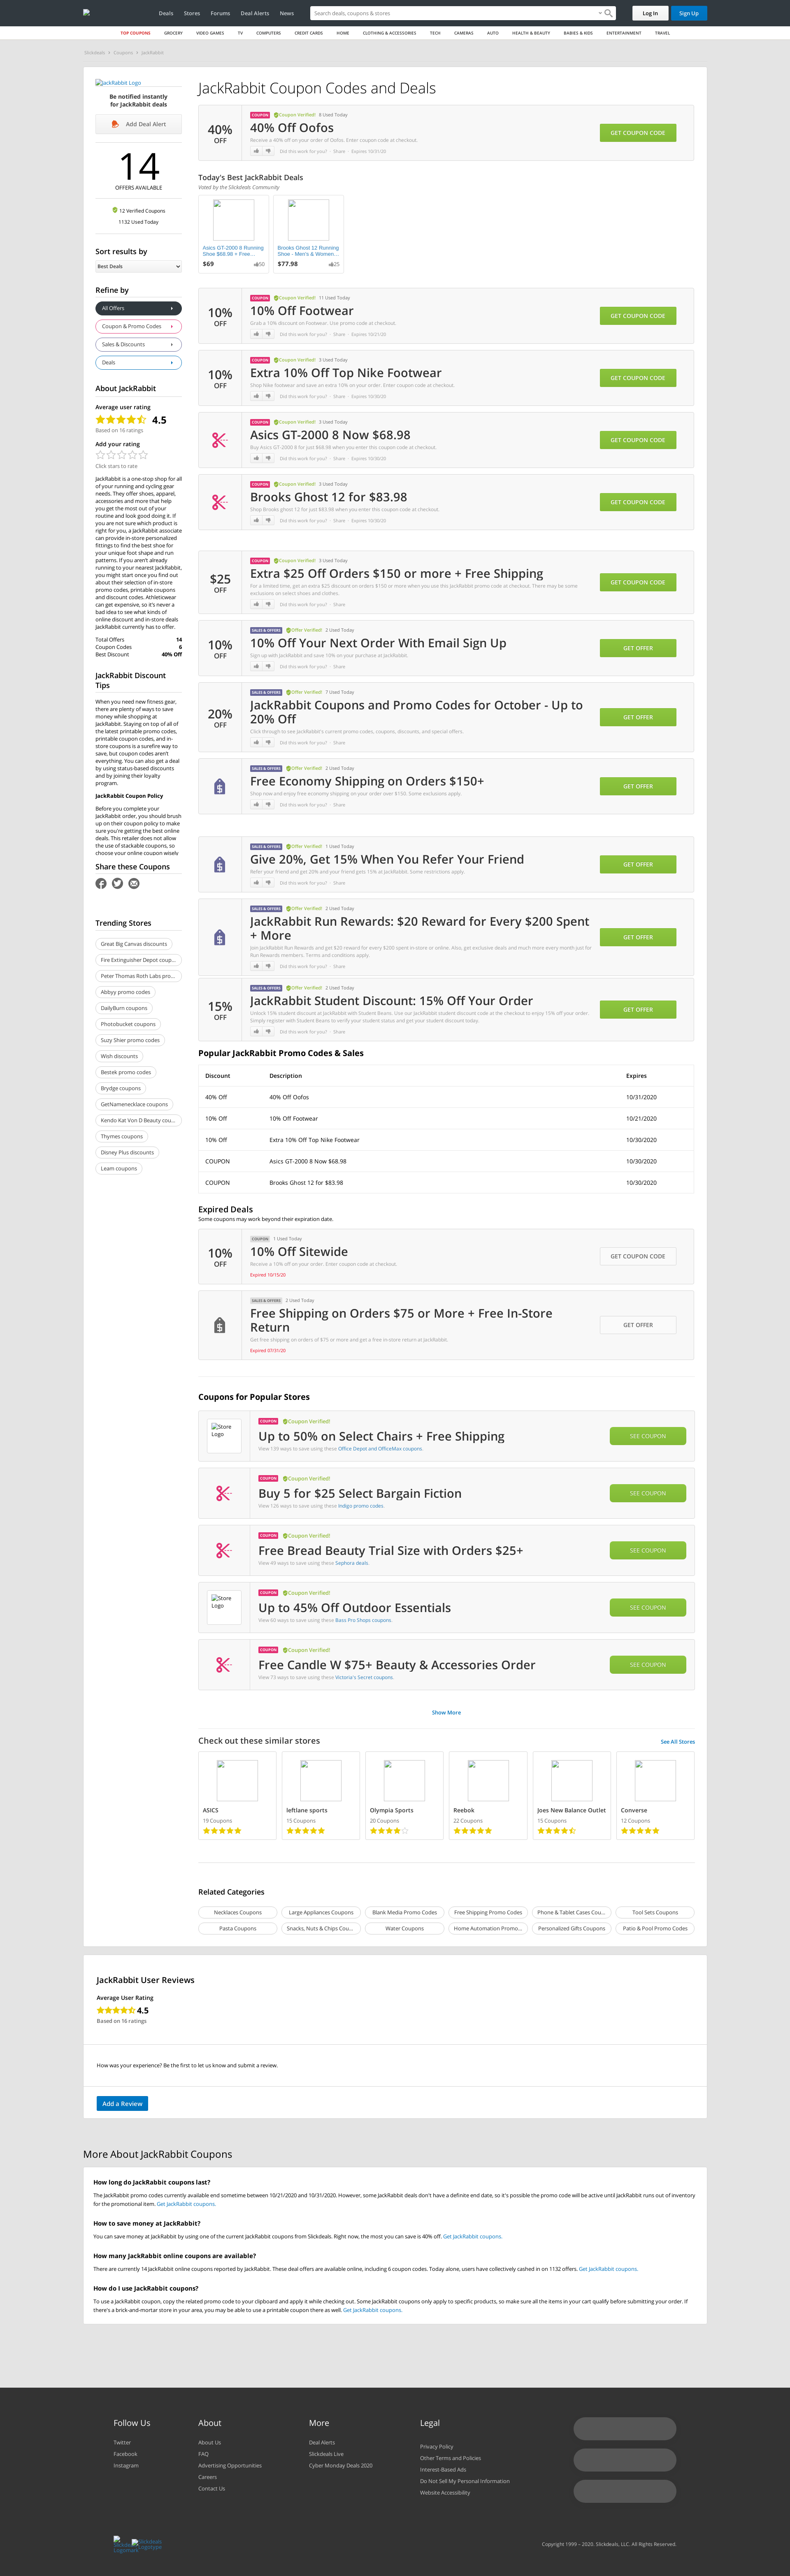 Deals Stores Forums Deal Alerts News
Search deals, coupons & stores
Log In
Sign Up
TOP COUPONS GROCERY VIDEO GAMES TV COMPUTERS CREDIT CARDS HOME CLOTHING & ACCESSORIES TECH CAMERAS AUTO HEALTH & BEAUTY BABIES & KIDS ENTERTAINMENT TRAVEL
Slickdeals › Coupons › JackRabbit
JackRabbit Logo
Be notified instantly
for JackRabbit deals
Add Deal Alert
14
OFFERS AVAILABLE
12 Verified Coupons
1132 Used Today
Sort results by
Best Deals
Refine by
All Offers
Coupon & Promo Codes
Sales & Discounts
Deals
About JackRabbit
Average user rating
4.5
Based on 16 ratings
Add your rating
Click stars to rate
JackRabbit is a one-stop shop for all
of your running and cycling gear
needs. They offer shoes, apparel,
accessories and more that help
you get the most out of your
routine and look good doing it. If
you are not sure which product is
right for you, a JackRabbit associate
can provide in-store personalized
fittings to find the best shoe for
your foot shape and run
patterns. If you aren't already
running to your nearest JackRabbit,
you might start once you find out
about their selection of in-store
promo codes, printable coupons
and discount codes. Athleticwear
can get expensive, so it's never a
bad idea to see what kinds of
online discount and in-store deals
JackRabbit currently has to offer.
Total Offers 14
Coupon Codes 6
Best Discount 40% Off
JackRabbit Discount
Tips
When you need new fitness gear,
there are plenty of ways to save
money while shopping at
JackRabbit. Staying on top of all of
the latest printable promo codes,
printable coupon codes, and in-
store coupons is a surefire way to
save, but coupon codes aren't
everything. You can also get a deal
by using status-based discounts
and by joining their loyalty
program.
JackRabbit Coupon Policy
Before you complete your
JackRabbit order, you should brush
up on their coupon policy to make
sure you're getting the best online
deals. This retailer does not allow
the use of stackable coupons, so
choose your online coupon wisely
Share these Coupons
Trending Stores
Great Big Canvas discounts
Fire Extinguisher Depot coup...
Peter Thomas Roth Labs pro...
Abbyy promo codes
DailyBurn coupons
Photobucket coupons
Suzy Shier promo codes
Wish discounts
Bestek promo codes
Brydge coupons
GetNamenecklace coupons
Kendo Kat Von D Beauty cou...
Thymes coupons
Disney Plus discounts
Leam coupons
JackRabbit Coupon Codes and Deals
40%
OFF
COUPON Coupon Verified! 8 Used Today
40% Off Oofos
Receive a 40% off on your order of Oofos. Enter coupon code at checkout.
Did this work for you? · Share · Expires 10/31/20
GET COUPON CODE
Today's Best JackRabbit Deals
Voted by the Slickdeals Community
Asics GT-2000 8 Running
Shoe $68.98 + Free...
$69 50
Brooks Ghost 12 Running
Shoe - Men's & Women...
$77.98 25
10%
OFF
COUPON Coupon Verified! 11 Used Today
10% Off Footwear
Grab a 10% discount on Footwear. Use promo code at checkout.
Did this work for you? · Share · Expires 10/21/20
GET COUPON CODE
10%
OFF
COUPON Coupon Verified! 3 Used Today
Extra 10% Off Top Nike Footwear
Shop Nike footwear and save an extra 10% on your order. Enter coupon code at checkout.
Did this work for you? · Share · Expires 10/30/20
GET COUPON CODE
COUPON Coupon Verified! 3 Used Today
Asics GT-2000 8 Now $68.98
Buy Asics GT-2000 8 for just $68.98 when you enter this coupon code at checkout.
Did this work for you? · Share · Expires 10/30/20
GET COUPON CODE
COUPON Coupon Verified! 3 Used Today
Brooks Ghost 12 for $83.98
Shop Brooks ghost 12 for just $83.98 when you enter this coupon code at checkout.
Did this work for you? · Share · Expires 10/30/20
GET COUPON CODE
$25
OFF
COUPON Coupon Verified! 3 Used Today
Extra $25 Off Orders $150 or more + Free Shipping
For a limited time, get an extra $25 discount on orders $150 or more when you use this JackRabbit promo code at checkout. There may be some
exclusions on select shoes and clothes.
Did this work for you? · Share
GET COUPON CODE
10%
OFF
SALES & OFFERS Offer Verified! 2 Used Today
10% Off Your Next Order With Email Sign Up
Sign up with JackRabbit and save 10% on your purchase at JackRabbit.
Did this work for you? · Share
GET OFFER
20%
OFF
SALES & OFFERS Offer Verified! 7 Used Today
JackRabbit Coupons and Promo Codes for October - Up to
20% Off
Click through to see JackRabbit's current promo codes, coupons, discounts, and special offers.
Did this work for you? · Share
GET OFFER
SALES & OFFERS Offer Verified! 2 Used Today
Free Economy Shipping on Orders $150+
Shop now and enjoy free economy shipping on your order over $150. Some exclusions apply.
Did this work for you? · Share
GET OFFER
SALES & OFFERS Offer Verified! 1 Used Today
Give 20%, Get 15% When You Refer Your Friend
Refer your friend and get 20% and your friend gets 15% at JackRabbit. Some restrictions apply.
Did this work for you? · Share
GET OFFER
SALES & OFFERS Offer Verified! 2 Used Today
JackRabbit Run Rewards: $20 Reward for Every $200 Spent
+ More
Join JackRabbit Run Rewards and get $20 reward for every $200 spent in-store or online. Also, get exclusive deals and much more every month just for
Run Rewards members. Terms and conditions apply.
Did this work for you? · Share
GET OFFER
15%
OFF
SALES & OFFERS Offer Verified! 2 Used Today
JackRabbit Student Discount: 15% Off Your Order
Unlock 15% student discount at JackRabbit with Student Beans. Use our JackRabbit student discount code at the checkout to enjoy 15% off your order.
Simply register with Student Beans to verify your student status and get your student discount today.
Did this work for you? · Share
GET OFFER
Popular JackRabbit Promo Codes & Sales
Discount Description Expires
40% Off 40% Off Oofos 10/31/2020
10% Off 10% Off Footwear 10/21/2020
10% Off Extra 10% Off Top Nike Footwear 10/30/2020
COUPON Asics GT-2000 8 Now $68.98 10/30/2020
COUPON Brooks Ghost 12 for $83.98 10/30/2020
Expired Deals
Some coupons may work beyond their expiration date.
10%
OFF
COUPON 1 Used Today
10% Off Sitewide
Receive a 10% off on your order. Enter coupon code at checkout.
Expired 10/15/20
GET COUPON CODE
SALES & OFFERS 2 Used Today
Free Shipping on Orders $75 or More + Free In-Store
Return
Get free shipping on orders of $75 or more and get a free in-store return at JackRabbit.
Expired 07/31/20
GET OFFER
Coupons for Popular Stores
Store Logo
COUPON Coupon Verified!
Up to 50% on Select Chairs + Free Shipping
View 139 ways to save using these Office Depot and OfficeMax coupons.
SEE COUPON
COUPON Coupon Verified!
Buy 5 for $25 Select Bargain Fiction
View 126 ways to save using these Indigo promo codes.
SEE COUPON
COUPON Coupon Verified!
Free Bread Beauty Trial Size with Orders $25+
View 49 ways to save using these Sephora deals.
SEE COUPON
Store Logo
COUPON Coupon Verified!
Up to 45% Off Outdoor Essentials
View 60 ways to save using these Bass Pro Shops coupons.
SEE COUPON
COUPON Coupon Verified!
Free Candle W $75+ Beauty & Accessories Order
View 73 ways to save using these Victoria's Secret coupons.
SEE COUPON
Show More
Check out these similar stores
See All Stores
ASICS
19 Coupons
leftlane sports
15 Coupons
Olympia Sports
20 Coupons
Reebok
22 Coupons
Joes New Balance Outlet
15 Coupons
Converse
12 Coupons
Related Categories
Necklaces Coupons Large Appliances Coupons Blank Media Promo Codes Free Shipping Promo Codes Phone & Tablet Cases Cou... Tool Sets Coupons
Pasta Coupons Snacks, Nuts & Chips Cou... Water Coupons Home Automation Promo... Personalized Gifts Coupons Patio & Pool Promo Codes
JackRabbit User Reviews
Average User Rating
4.5
Based on 16 ratings
How was your experience? Be the first to let us know and submit a review.
Add a Review
More About JackRabbit Coupons
How long do JackRabbit coupons last?
The JackRabbit promo codes currently available end sometime between 10/21/2020 and 10/31/2020. However, some JackRabbit deals don't have a definite end date, so it's possible the promo code will be active until JackRabbit runs out of inventory
for the promotional item. Get JackRabbit coupons.
How to save money at JackRabbit?
You can save money at JackRabbit by using one of the current JackRabbit coupons from Slickdeals. Right now, the most you can save is 40% off. Get JackRabbit coupons.
How many JackRabbit online coupons are available?
There are currently 14 JackRabbit online coupons reported by JackRabbit. These deal offers are available online, including 6 coupon codes. Today alone, users have collectively cashed in on 1132 offers. Get JackRabbit coupons.
How do I use JackRabbit coupons?
To use a JackRabbit coupon, copy the related promo code to your clipboard and apply it while checking out. Some JackRabbit coupons only apply to specific products, so make sure all the items in your cart qualify before submitting your order. If
there's a brick-and-mortar store in your area, you may be able to use a printable coupon there as well. Get JackRabbit coupons.
Follow Us
Twitter
Facebook
Instagram
About
About Us
FAQ
Advertising Opportunities
Careers
Contact Us
More
Deal Alerts
Slickdeals Live
Cyber Monday Deals 2020
Legal
Privacy Policy
Other Terms and Policies
Interest-Based Ads
Do Not Sell My Personal Information
Website Accessibility
Slickdeals Logotype
Copyright 1999 – 2020. Slickdeals, LLC. All Rights Reserved.